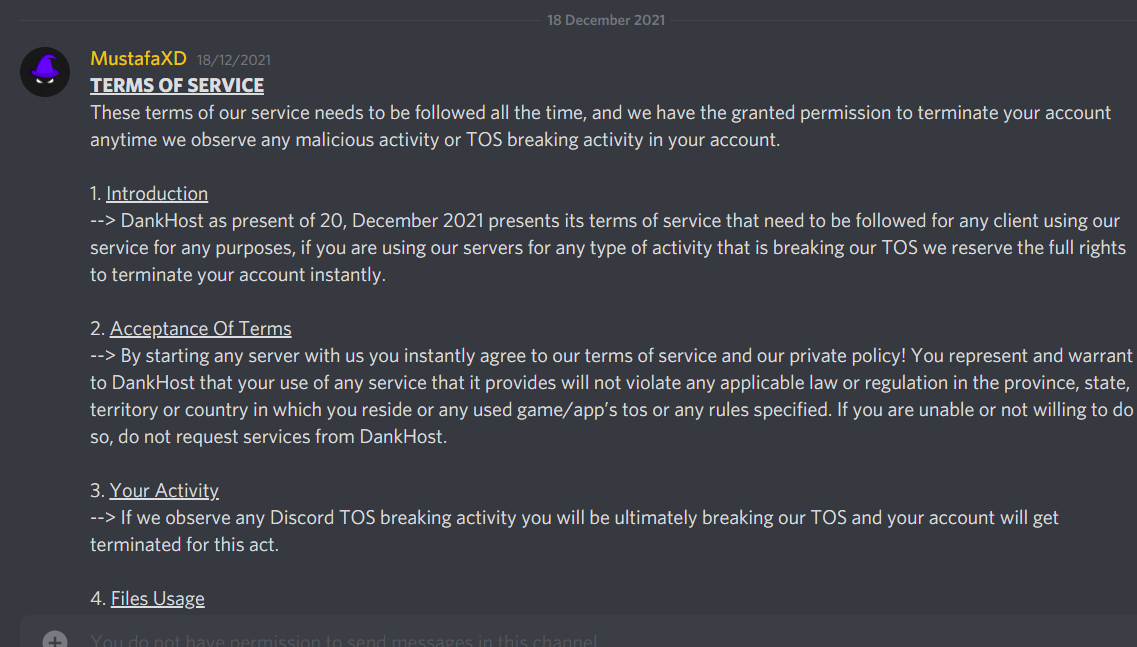 18 December 2021
MustafaXD 18/12/2021
TERMS OF SERVICE
These terms of our service needs to be followed all the time, and we have the granted permission to terminate your account
anytime we observe any malicious activity or TOS breaking activity in your account.
1. Introduction
--> DankHost as present of 20, December 2021 presents its terms of service that need to be followed for any client using our
service for any purposes, if you are using our servers for any type of activity that is breaking our TOS we reserve the full rights
to terminate your account instantly.
2. Acceptance Of Terms
--> By starting any server with us you instantly agree to our terms of service and our private policy! You represent and warrant
to DankHost that your use of any service that it provides will not violate any applicable law or regulation in the province, state,
territory or country in which you reside or any used game/app’s tos or any rules specified. If you are unable or not willing to do
so, do not request services from DankHost.
3. Your Activity
--> If we observe any Discord TOS breaking activity you will be ultimately breaking our TOS and your account will get
terminated for this act.
4. Files Usage
You do not have permission to send messages in this channel.